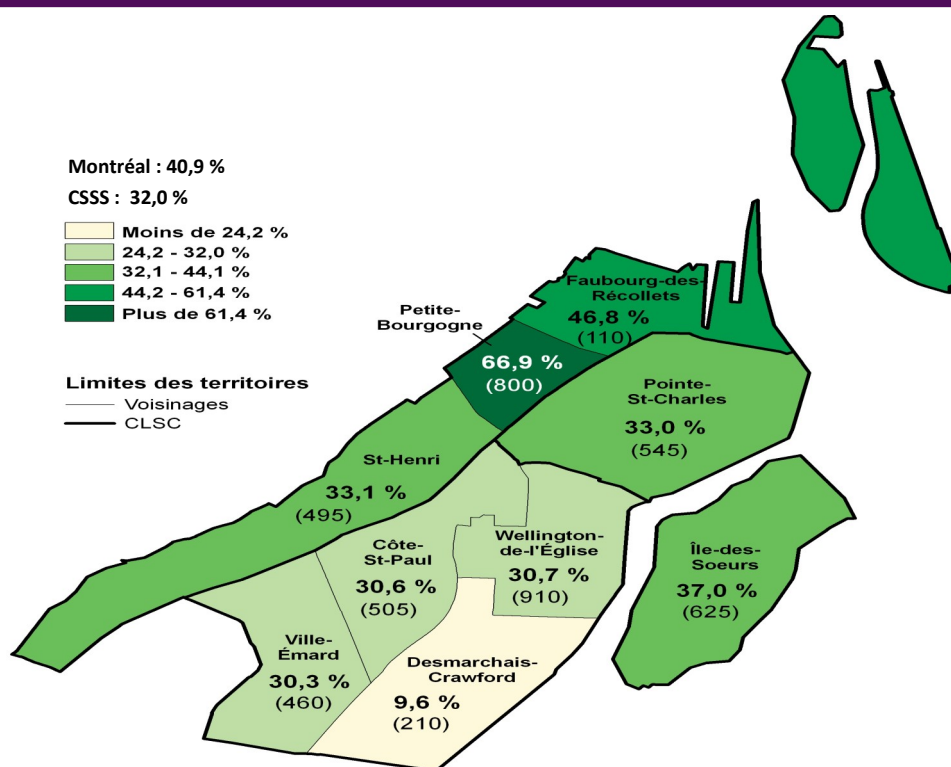 Montréal : 40,9 %
CSSS : 32,0 %
Moins de 24,2 %
24,2 - 32,0 %
32,1 - 44,1 %
44,2 - 61,4 %
Plus de 61,4 %
Limites des territoires
Voisinages
CLSC
Faubourg-des-
Récollets
46,8 %
(110)
Petite-
Bourgogne
66,9 %
(800)
Pointe-
St-Charles
33,0 %
(545)
St-Henri
33,1 %
(495)
Côte-
St-Paul
30,6 %
(505)
Wellington-
de-l'Église
30,7 %
(910)
Île-des-
Soeurs
37,0 %
(625)
Ville-
Émard
30,3 %
(460)
Desmarchais-
Crawford
9,6 %
(210)